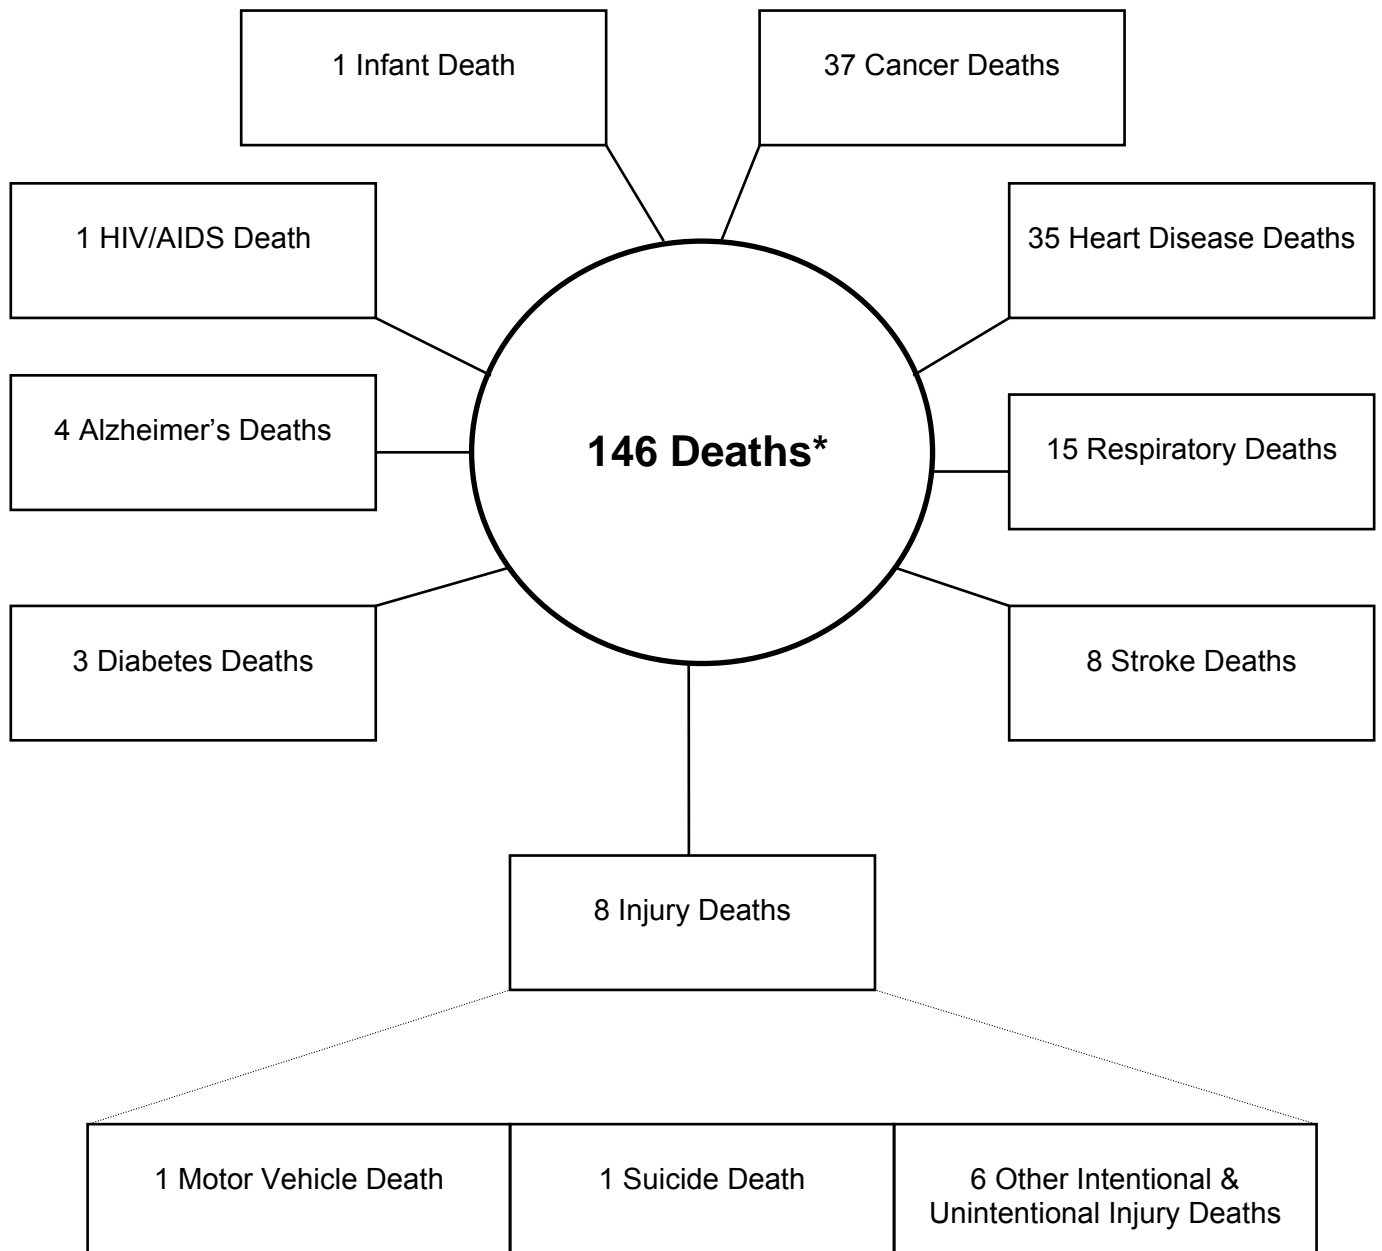 1 Infant Death
37 Cancer Deaths
1 HIV/AIDS Death
35 Heart Disease Deaths
4 Alzheimer’s Deaths
146 Deaths*
15 Respiratory Deaths
3 Diabetes Deaths
8 Stroke Deaths
8 Injury Deaths
1 Motor Vehicle Death
1 Suicide Death
6 Other Intentional &
Unintentional Injury Deaths